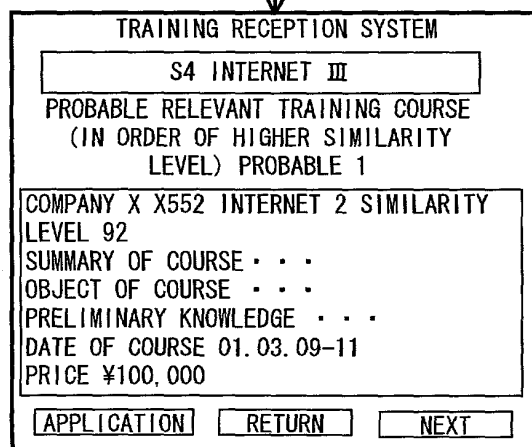 TRAINING RECEPTION SYSTEM
S4 INTERNET Ⅲ
PROBABLE RELEVANT TRAINING COURSE
(IN ORDER OF HIGHER SIMILARITY
LEVEL) PROBABLE 1
COMPANY X X552 INTERNET 2 SIMILARITY
LEVEL 92
SUMMARY OF COURSE・・・
OBJECT OF COURSE ・・・
PRELIMINARY KNOWLEDGE ・・・
DATE OF COURSE 01.03.09-11
PRICE ¥100,000
APPLICATION RETURN NEXT